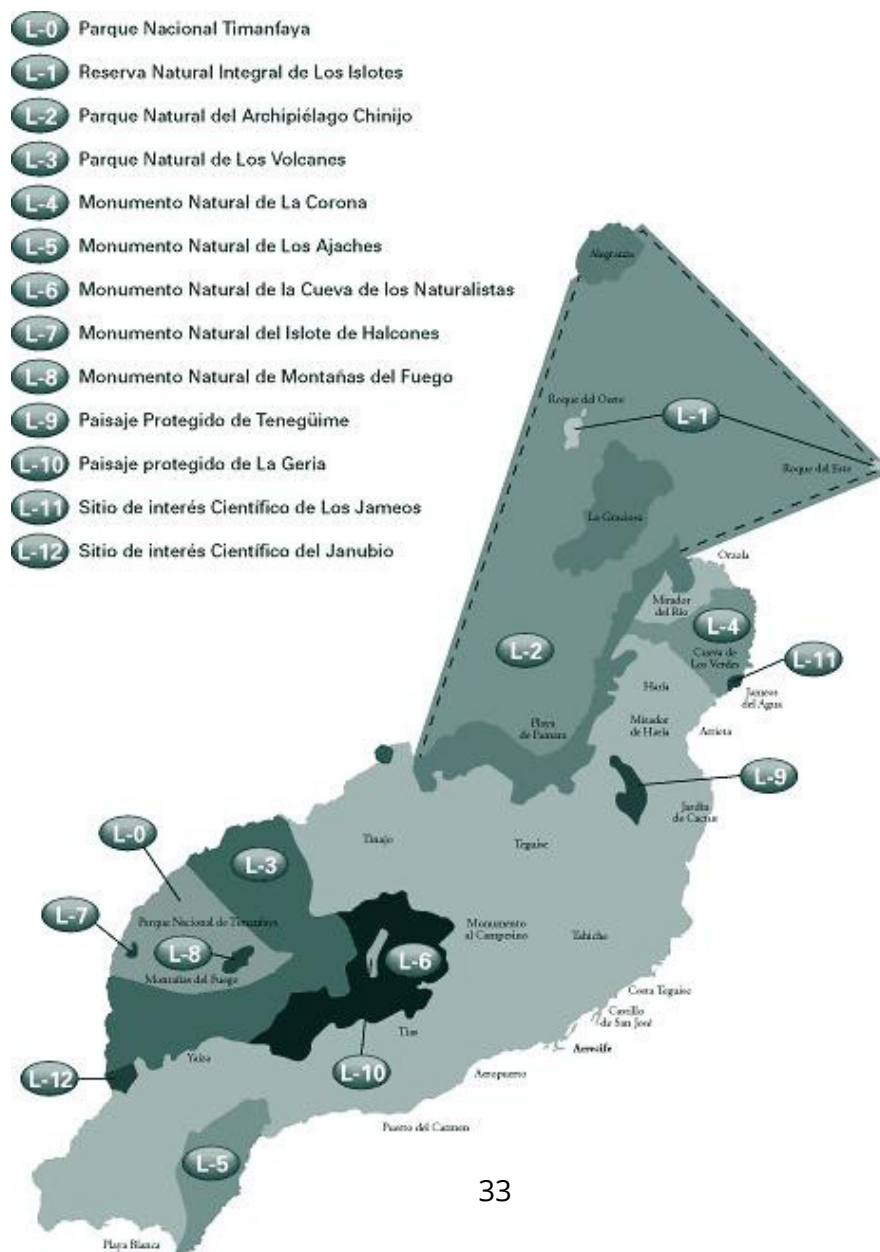 L-0 Parque Nacional Timanfaya
L-1 Reserva Natural Integral de Los Islotes
L-2 Parque Natural del Archipiélago Chinijo
L-3 Parque Natural de Los Volcanes
L-4 Monumento Natural de La Corona
L-5 Monumento Natural de Los Ajaches
L-6 Monumento Natural de la Cueva de los Naturalistas
L-7 Monumento Natural del Islote de Halcones
L-8 Monumento Natural de Montañas del Fuego
L-9 Paisaje Protegido de Tenegüime
L-10 Paisaje protegido de La Geria
L-11 Sitio de interés Científico de Los Jameos
L-12 Sitio de interés Científico del Janubio
Alegranza
Roque del Oeste
L-1
Roque del Este
La Graciosa
Orzola
Mirador
del Río
L-4
L-2
Cueva de
Los Verdes
L-11
Haría
Jameos
del Agua
Playa
de Famara
Mirador
de Haría
Arrieta
L-9
Jardín
de Cactus
L-0
Tinajo
Teguise
L-3
L-7
Parque Nacional de Timanfaya
Monumento
al Campesino
Tahiche
L-8
L-6
Montañas del Fuego
Costa Teguise
Castillo
de San José
Tías
Arrecife
Yaiza
L-12
L-10
Aeropuerto
Puerto del Carmen
L-5
33
Playa Blanca